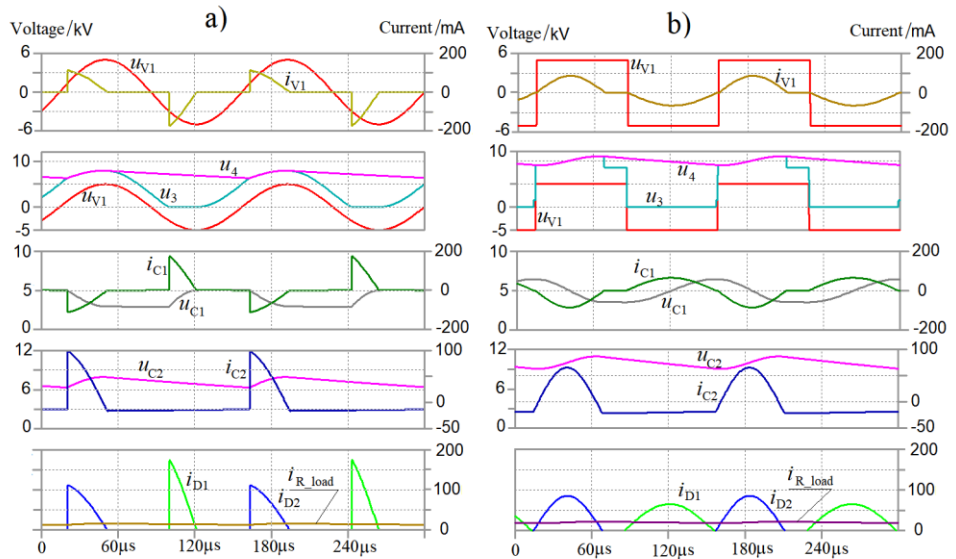 a)
Voltage/kV
Current/mA
6
0
-6
200
0
-200
uV1
iV1
10
0
-5
u4
u3
uV1
10
5
0
200
0
-200
iC1
uC1
12
6
0
100
0
-50
uC2
iC2
200
100
0
iD1
iD2
iR_load
0
60μs
120μs
180μs
240μs
b)
Voltage/kV
Current/mA
6
0
-6
200
0
-200
uV1
iV1
10
0
-5
u4
u3
uV1
10
5
0
200
0
-200
iC1
uC1
12
6
0
100
0
-50
uC2
iC2
200
100
0
iD1
iD2
iR_load
0
60μs
120μs
180μs
240μs